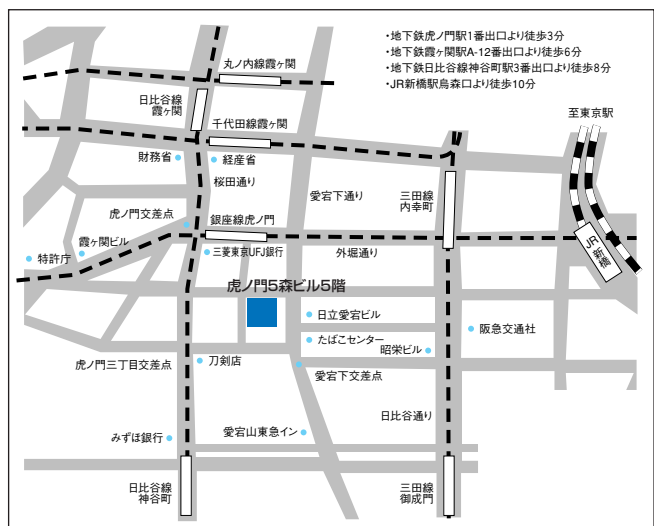 ・地下鉄虎ノ門駅1番出口より徒歩3分
・地下鉄霞ヶ関駅A-12番出口より徒歩6分
・地下鉄日比谷線神谷町駅3番出口より徒歩8分
・JR新橋駅烏森口より徒歩10分
丸ノ内線霞ヶ関
日比谷線
霞ヶ関
千代田線霞ヶ関
至東京駅
財務省
経産省
桜田通り
愛宕下通り
三田線
内幸町
虎ノ門交差点
銀座線虎ノ門
霞ヶ関ビル
特許庁
三菱東京UFJ銀行
外堀通り
JR新橋
虎ノ門5森ビル5階
日立愛宕ビル
たばこセンター
昭栄ビル
阪急交通社
虎ノ門三丁目交差点
刀剣店
愛宕下交差点
日比谷通り
みずほ銀行
愛宕山東急イン
日比谷線
神谷町
三田線
御成門